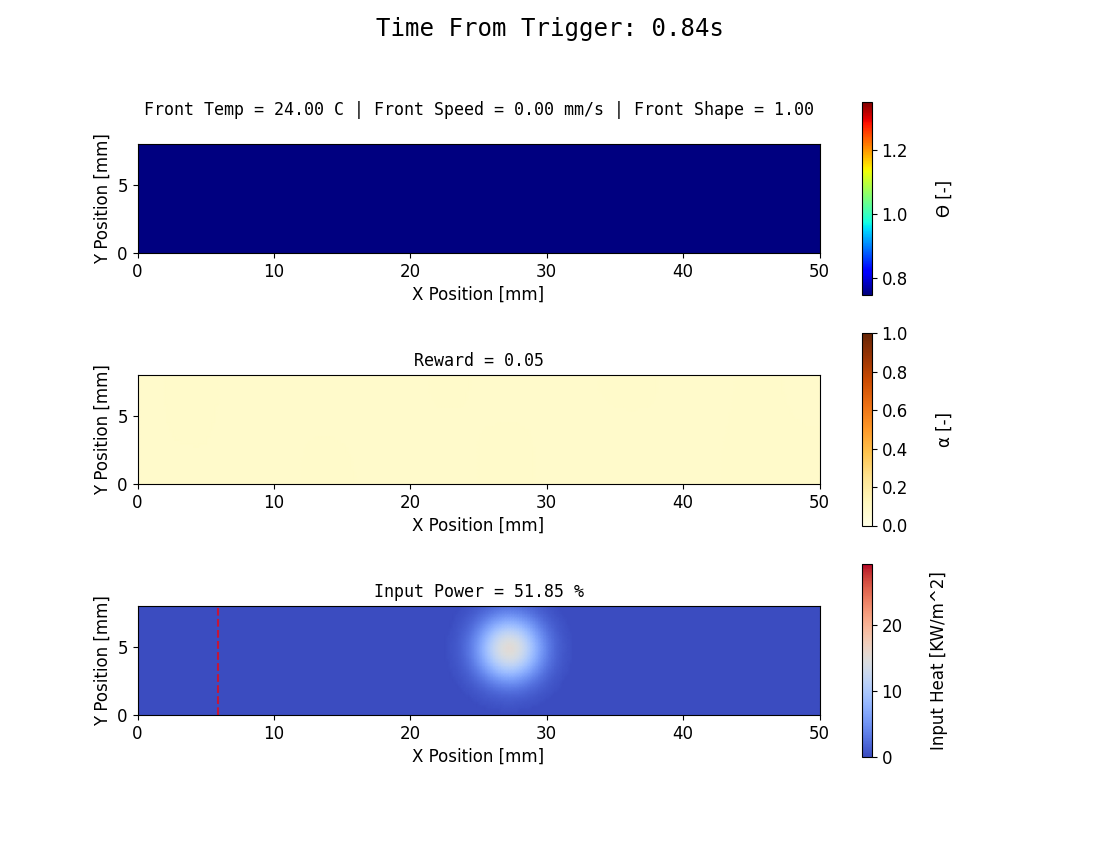 Time From Trigger: 0.84s
Front Temp = 24.00 C | Front Speed = 0.00 mm/s | Front Shape = 1.00
Y Position [mm]
5
0
0 10 20 30 40 50
X Position [mm]
1.2
1.0
0.8
Θ [-]
Reward = 0.05
Y Position [mm]
5
0
0 10 20 30 40 50
X Position [mm]
1.0
0.8
0.6
0.4
0.2
0.0
α [-]
Input Power = 51.85 %
Y Position [mm]
5
0
0 10 20 30 40 50
X Position [mm]
20
10
0
Input Heat [KW/m^2]